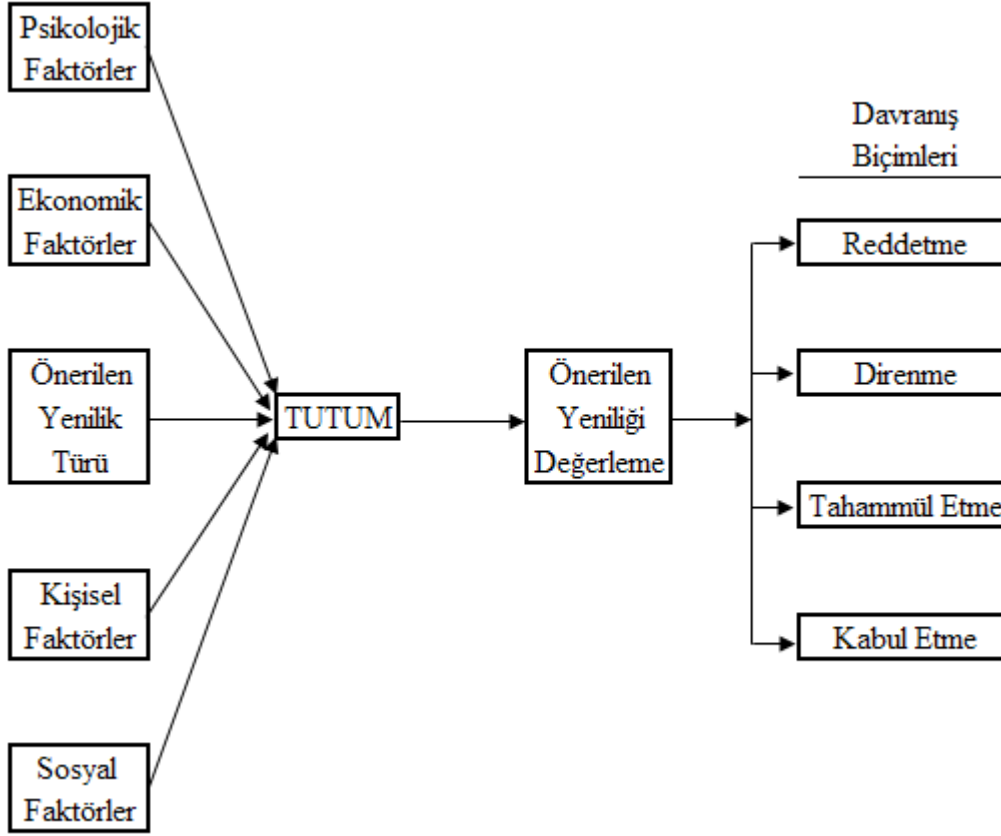 Psikolojik
Faktörler
Ekonomik
Faktörler
Önerilen
Yenilik
Türü
Kişisel
Faktörler
Sosyal
Faktörler
TUTUM
Önerilen
Yeniliği
Değerleme
Davranış
Biçimleri
Reddetme
Direnme
Tahammül Etme
Kabul Etme